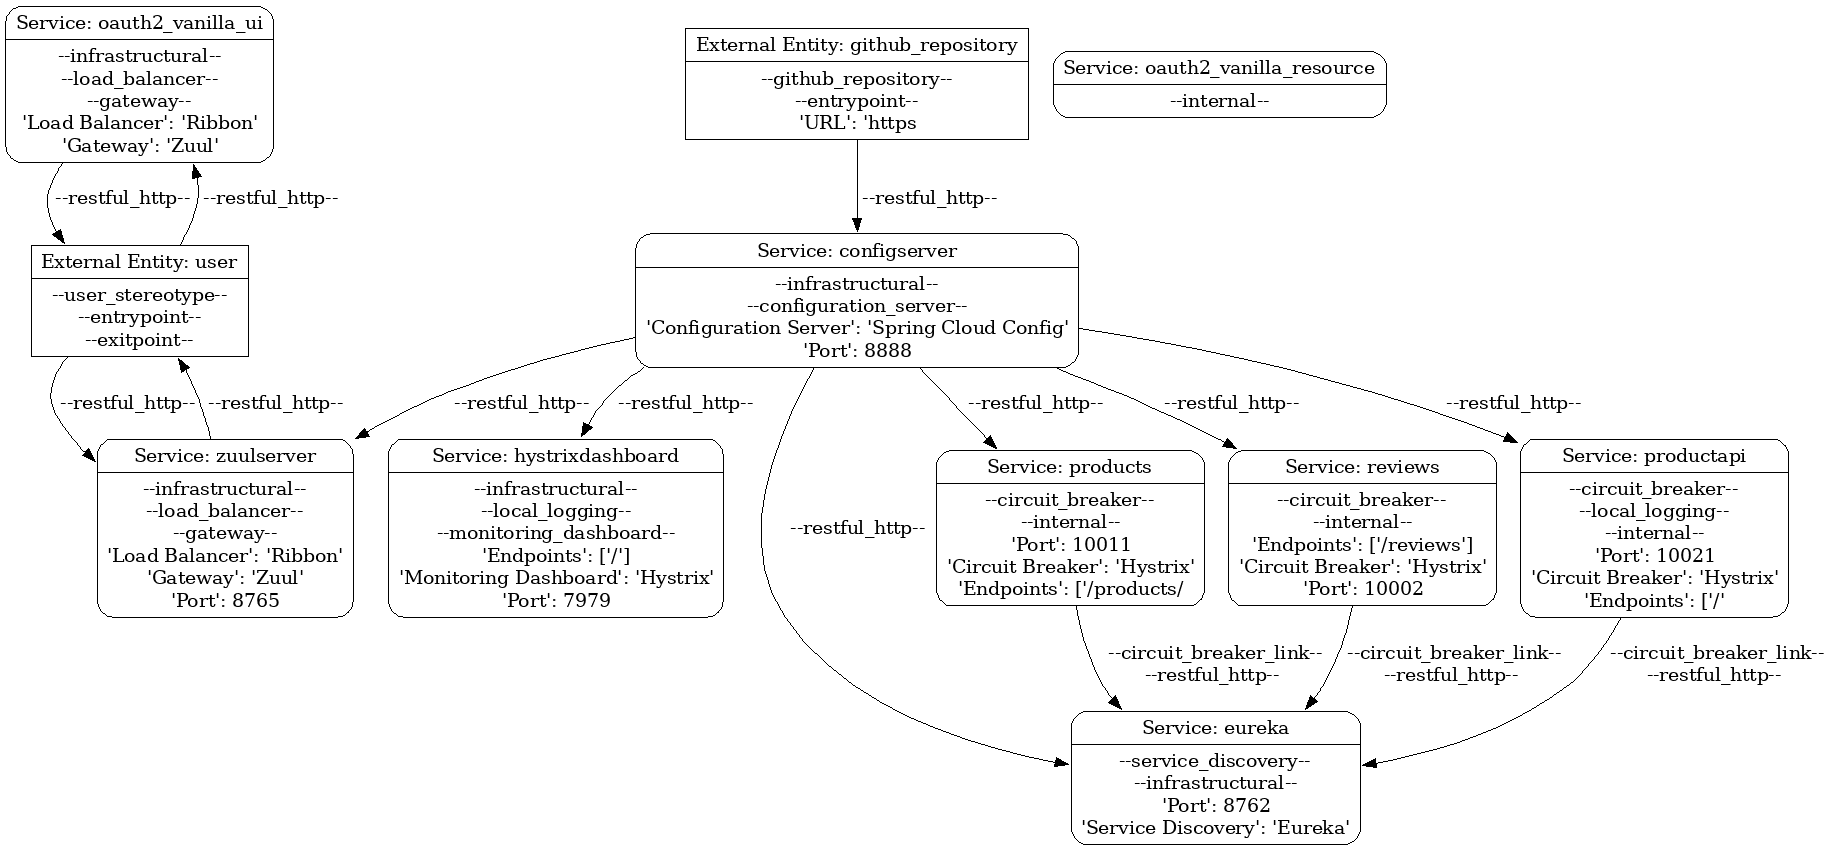 Service: oauth2_vanilla_ui
--infrastructural--
--load_balancer--
--gateway--
'Load Balancer': 'Ribbon'
'Gateway': 'Zuul'
External Entity: github_repository
--github_repository--
--entrypoint--
'URL': 'https
Service: oauth2_vanilla_resource
--internal--
--restful_http--
--restful_http--
--restful_http--
External Entity: user
--user_stereotype--
--entrypoint--
--exitpoint--
Service: configserver
--infrastructural--
--configuration_server--
'Configuration Server': 'Spring Cloud Config'
'Port': 8888
--restful_http--
--restful_http--
--restful_http--
--restful_http--
--restful_http--
--restful_http--
--restful_http--
Service: zuulserver
--infrastructural--
--load_balancer--
--gateway--
'Load Balancer': 'Ribbon'
'Gateway': 'Zuul'
'Port': 8765
Service: hystrixdashboard
--infrastructural--
--local_logging--
--monitoring_dashboard--
'Endpoints': ['/']
'Monitoring Dashboard': 'Hystrix'
'Port': 7979
--restful_http--
Service: products
--circuit_breaker--
--internal--
'Port': 10011
'Circuit Breaker': 'Hystrix'
'Endpoints': ['/products/
Service: reviews
--circuit_breaker--
--internal--
'Endpoints': ['/reviews']
'Circuit Breaker': 'Hystrix'
'Port': 10002
Service: productapi
--circuit_breaker--
--local_logging--
--internal--
'Port': 10021
'Circuit Breaker': 'Hystrix'
'Endpoints': ['/'
--circuit_breaker_link--
--restful_http--
--circuit_breaker_link--
--restful_http--
--circuit_breaker_link--
--restful_http--
Service: eureka
--service_discovery--
--infrastructural--
'Port': 8762
'Service Discovery': 'Eureka'